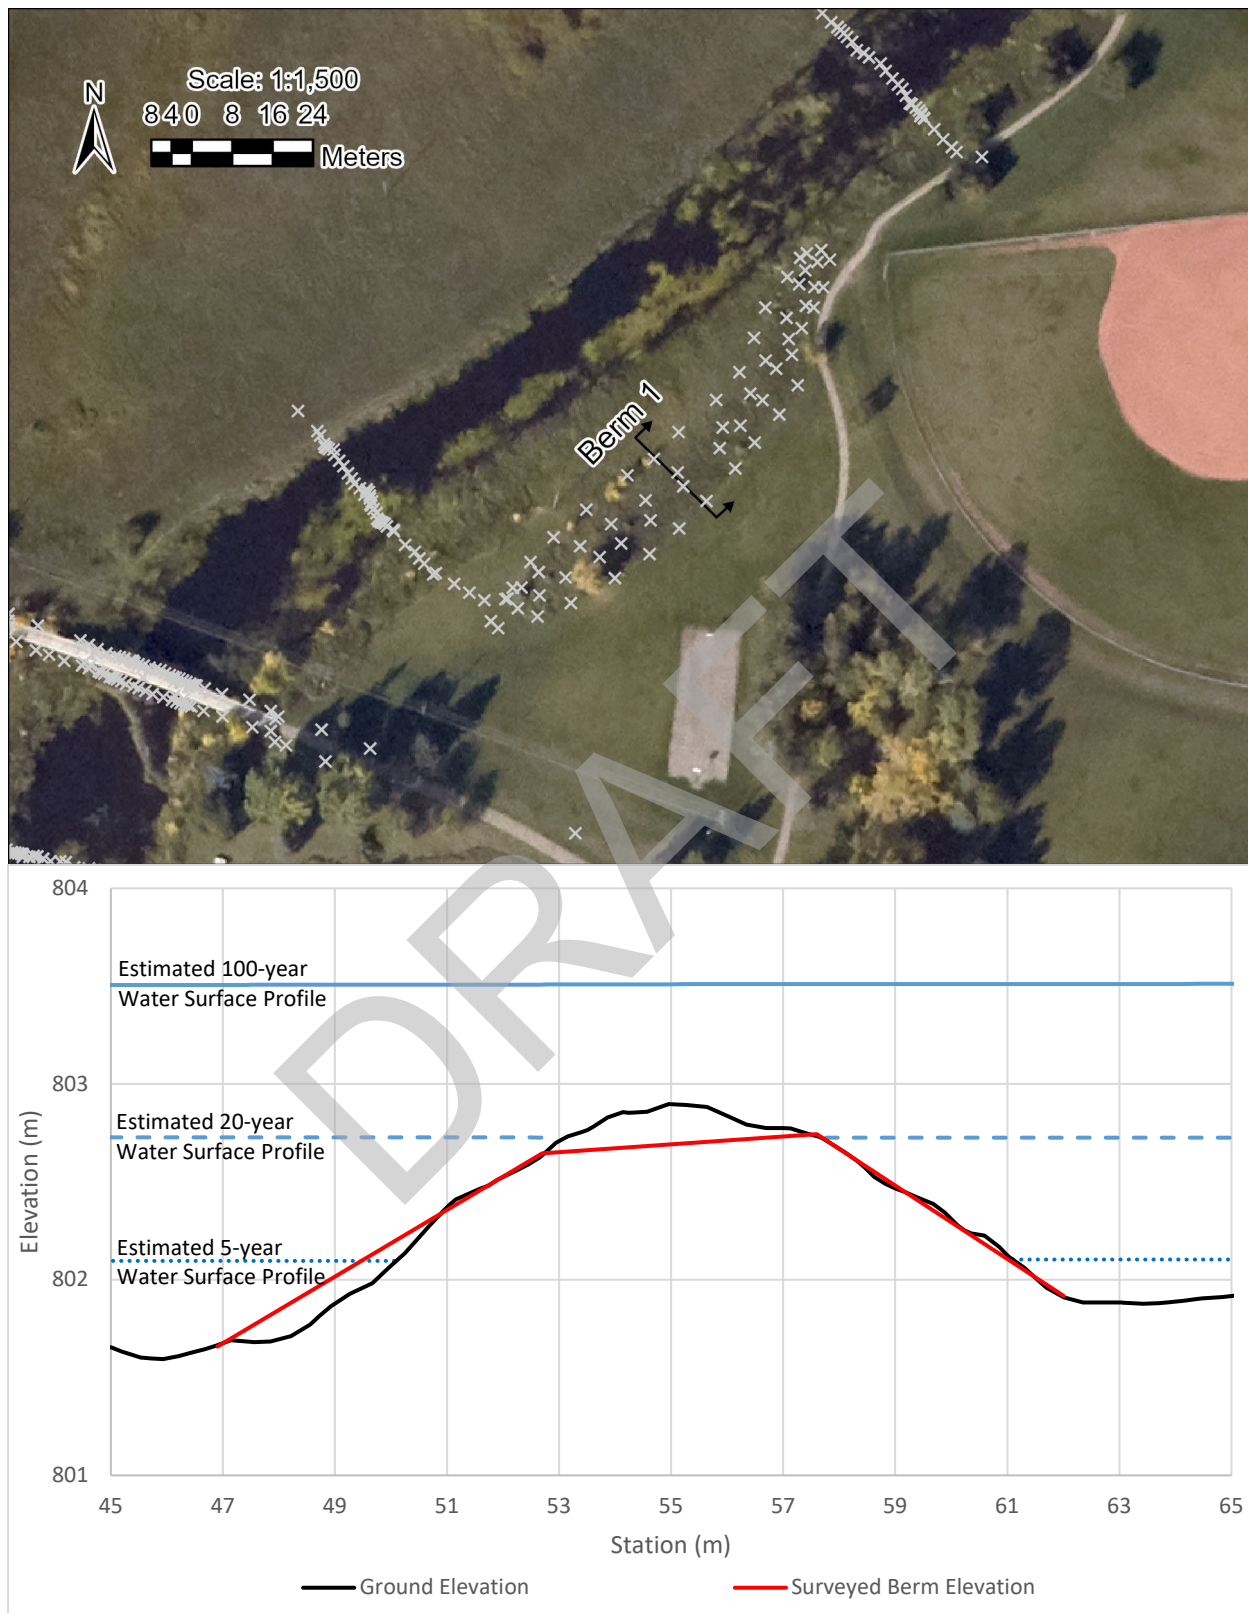 Scale: 1:1,500
N
8 4 0 8 16 24
Meters
Berm 1
DRAFT
804
803
802
801
Elevation (m)
Estimated 100-year
Water Surface Profile
Estimated 20-year
Water Surface Profile
Estimated 5-year
Water Surface Profile
45 47 49 51 53 55 57 59 61 63 65
Station (m)
Ground Elevation Surveyed Berm Elevation